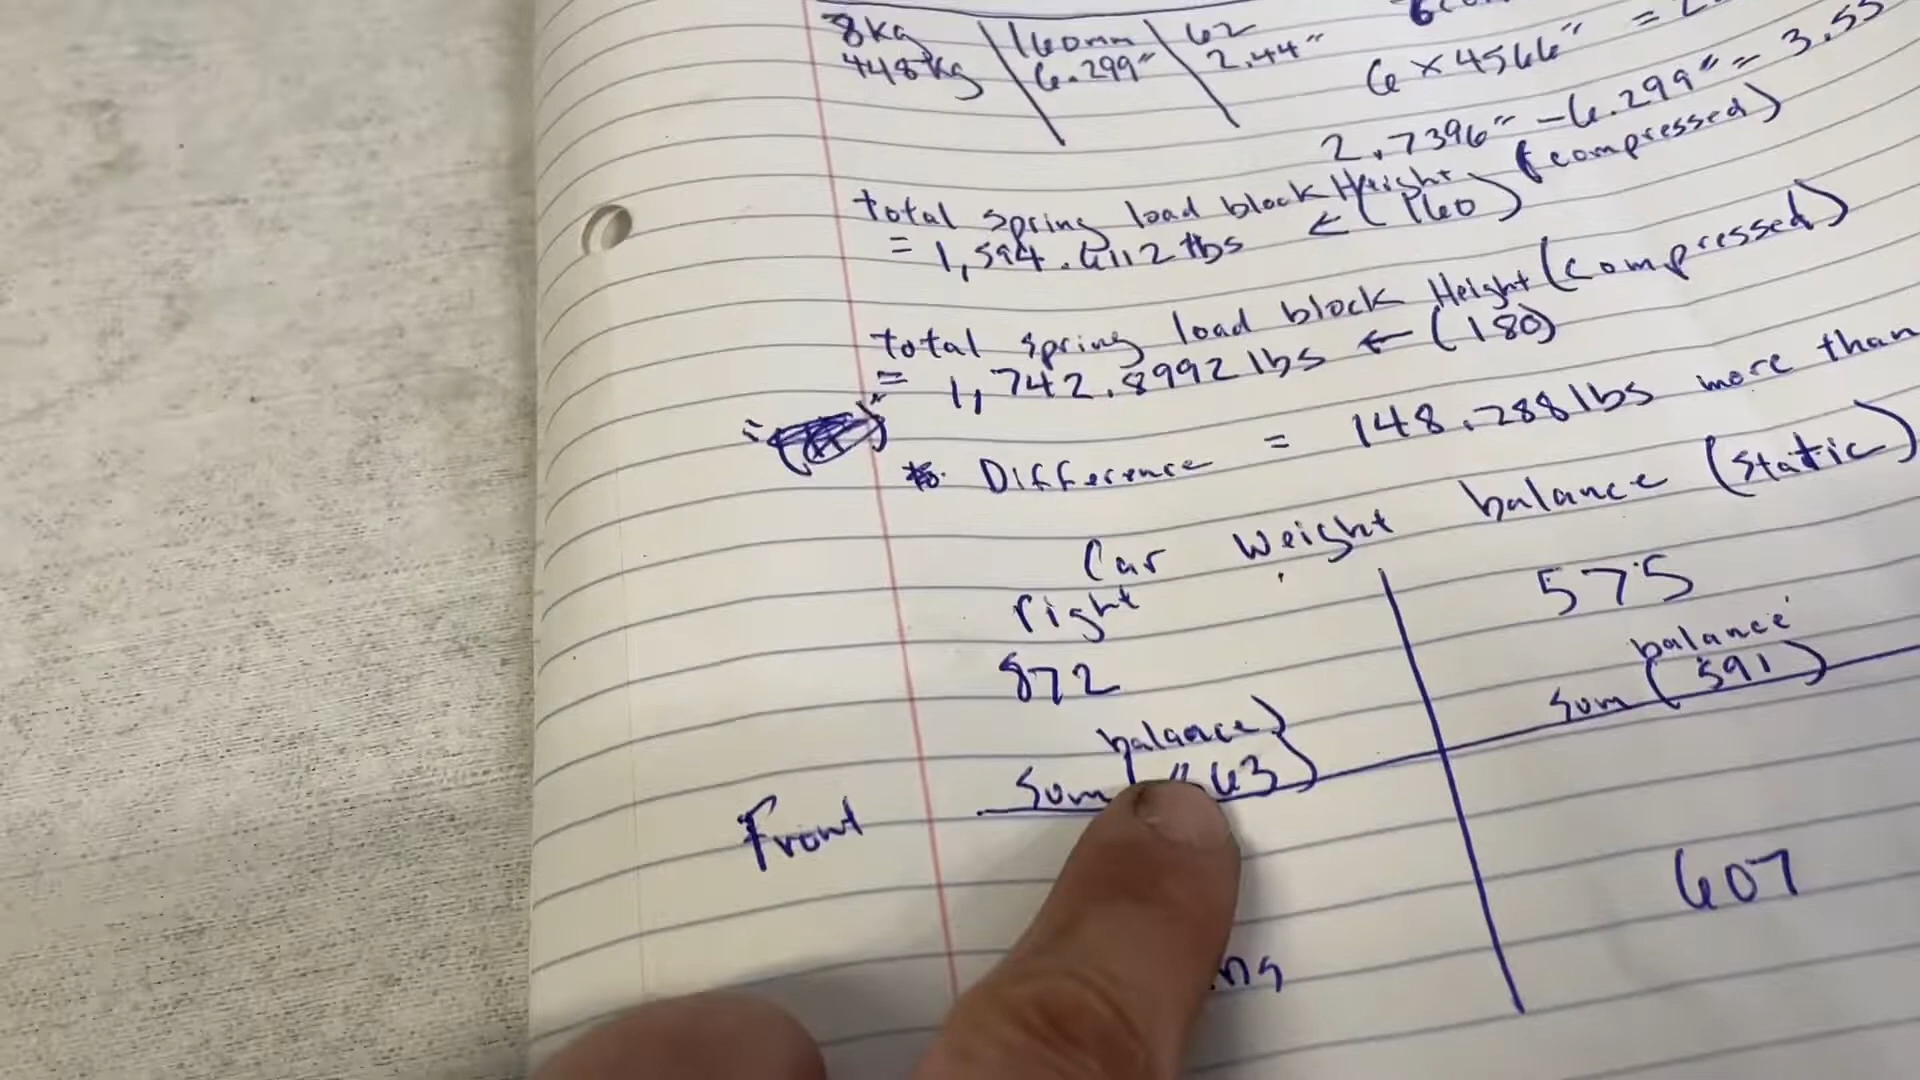 8kg | 160mm | 62
448kg | 6.299" | 2.44"
6 × 4566" =
2.7396" - 6.299" = 3.55
(compressed)
total spring load block Height
= 1,594.6112 lbs ← (160)
total spring load block Height (compressed)
= 1,742.8992 lbs ← (180)
Difference = 148.288 lbs more than
Car weight balance (static)
right
872
575
balance
sum (591)
balance
sum 63)
Front
607